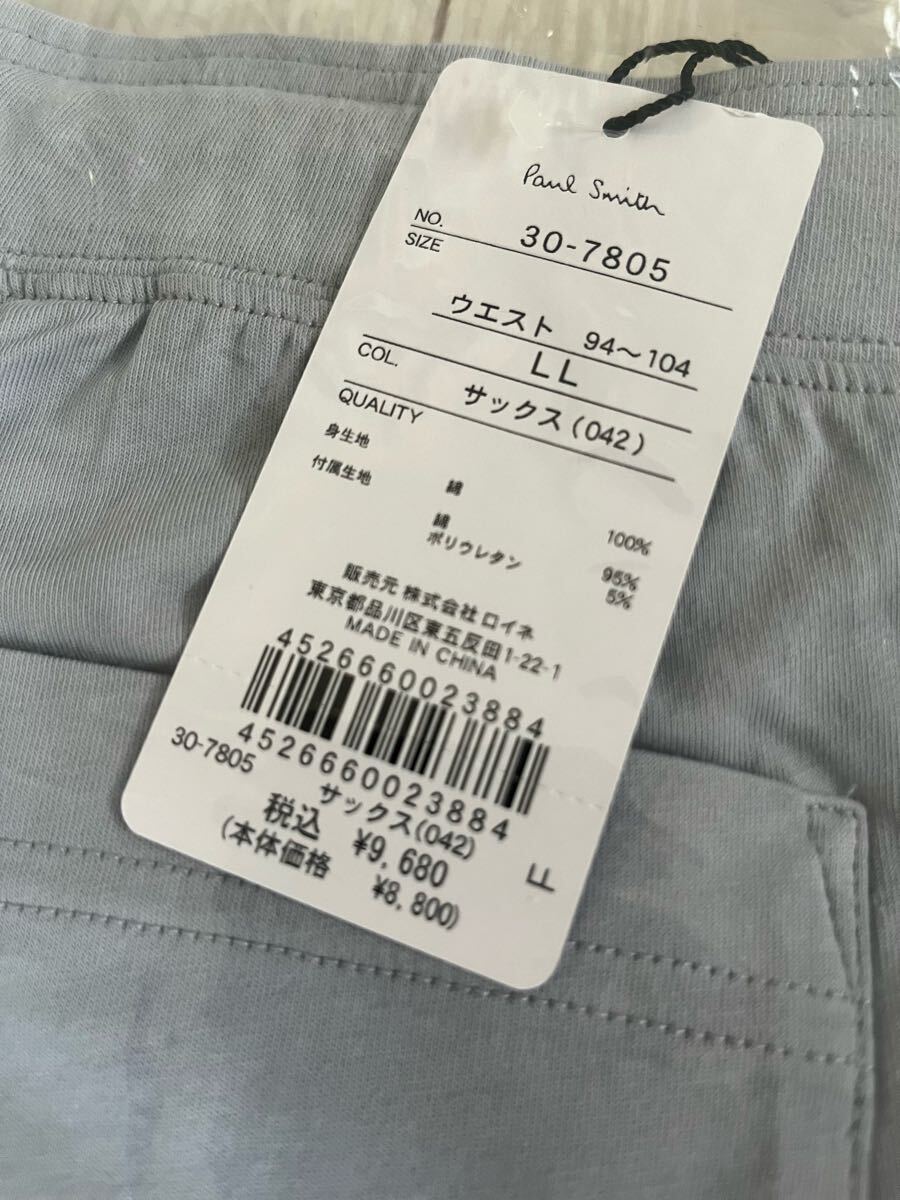 Paul Smith
NO. 30-7805
SIZE
ウエスト 94～104
LL
COL. サックス(042)
QUALITY
身生地 綿 100%
付属生地 綿 95%
ポリウレタン 5%
販売元 株式会社 ロイネ
東京都品川区東五反田1-22-1
MADE IN CHINA
4526660023884
4526660023884
30-7805 サックス(042) LL
税込 ¥9,680
(本体価格 ¥8,800)